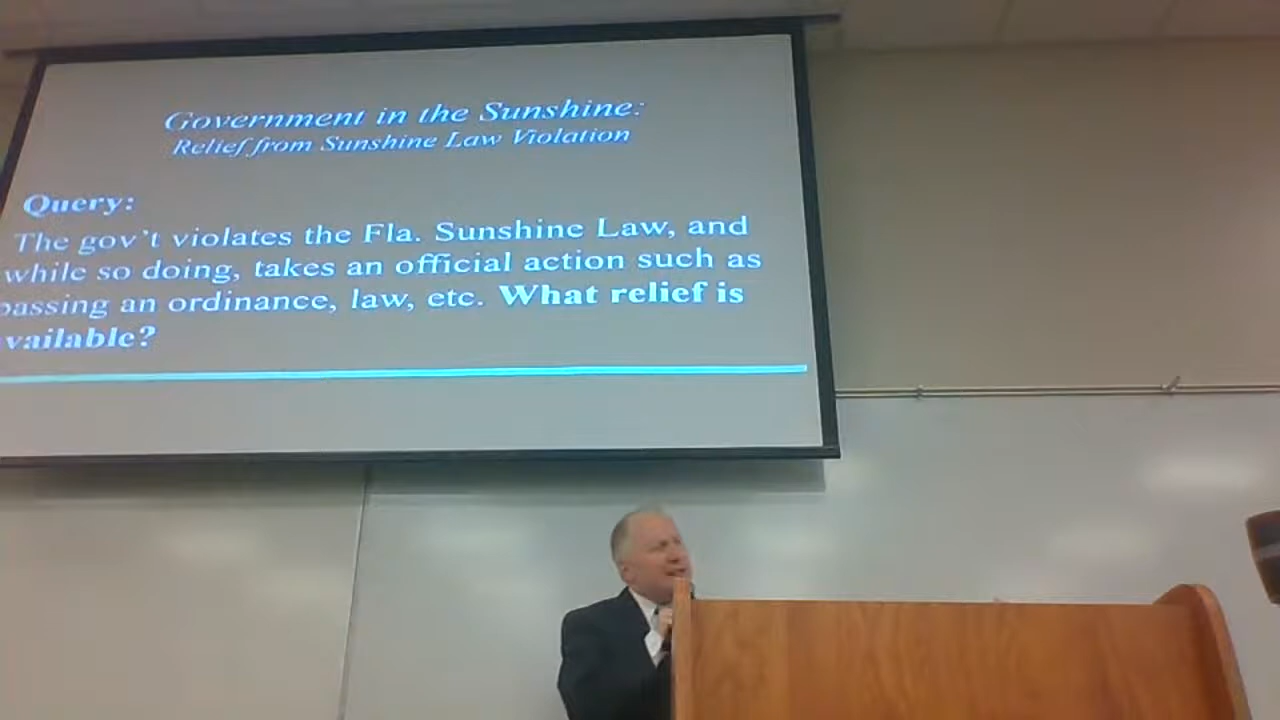 Government in the Sunshine:
Relief from Sunshine Law Violation
Query:
The gov't violates the Fla. Sunshine Law, and
while so doing, takes an official action such as
passing an ordinance, law, etc. What relief is
vailable?